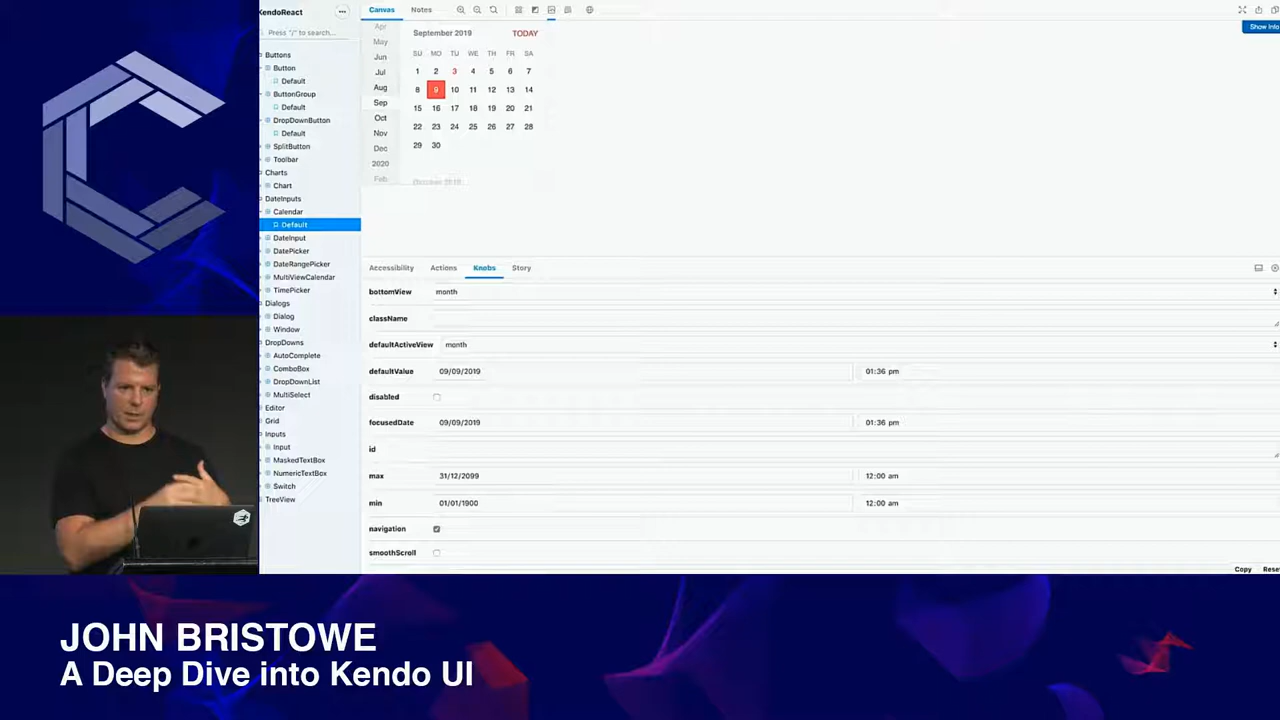 KendoReact
Press "/" to search...
Buttons
Button
Default
ButtonGroup
Default
DropDownButton
Default
SplitButton
Toolbar
Charts
Chart
DateInputs
Calendar
Default
DateInput
DatePicker
DateRangePicker
MultiViewCalendar
TimePicker
Dialogs
Dialog
Window
DropDowns
AutoComplete
ComboBox
DropDownList
MultiSelect
Editor
Grid
Inputs
Input
MaskedTextBox
NumericTextBox
Switch
TreeView
Canvas Notes
Show Info
Apr
May
Jun
Jul
Aug
Sep
Oct
Nov
Dec
2020
Feb
September 2019 TODAY
SU MO TU WE TH FR SA
1 2 3 4 5 6 7
8 9 10 11 12 13 14
15 16 17 18 19 20 21
22 23 24 25 26 27 28
29 30
October 2019
Accessibility Actions Knobs Story
bottomView month
className
defaultActiveView month
defaultValue 09/09/2019 01:36 pm
disabled
focusedDate 09/09/2019 01:36 pm
id
max 31/12/2099 12:00 am
min 01/01/1900 12:00 am
navigation
smoothScroll
Copy Reset
JOHN BRISTOWE
A Deep Dive into Kendo UI